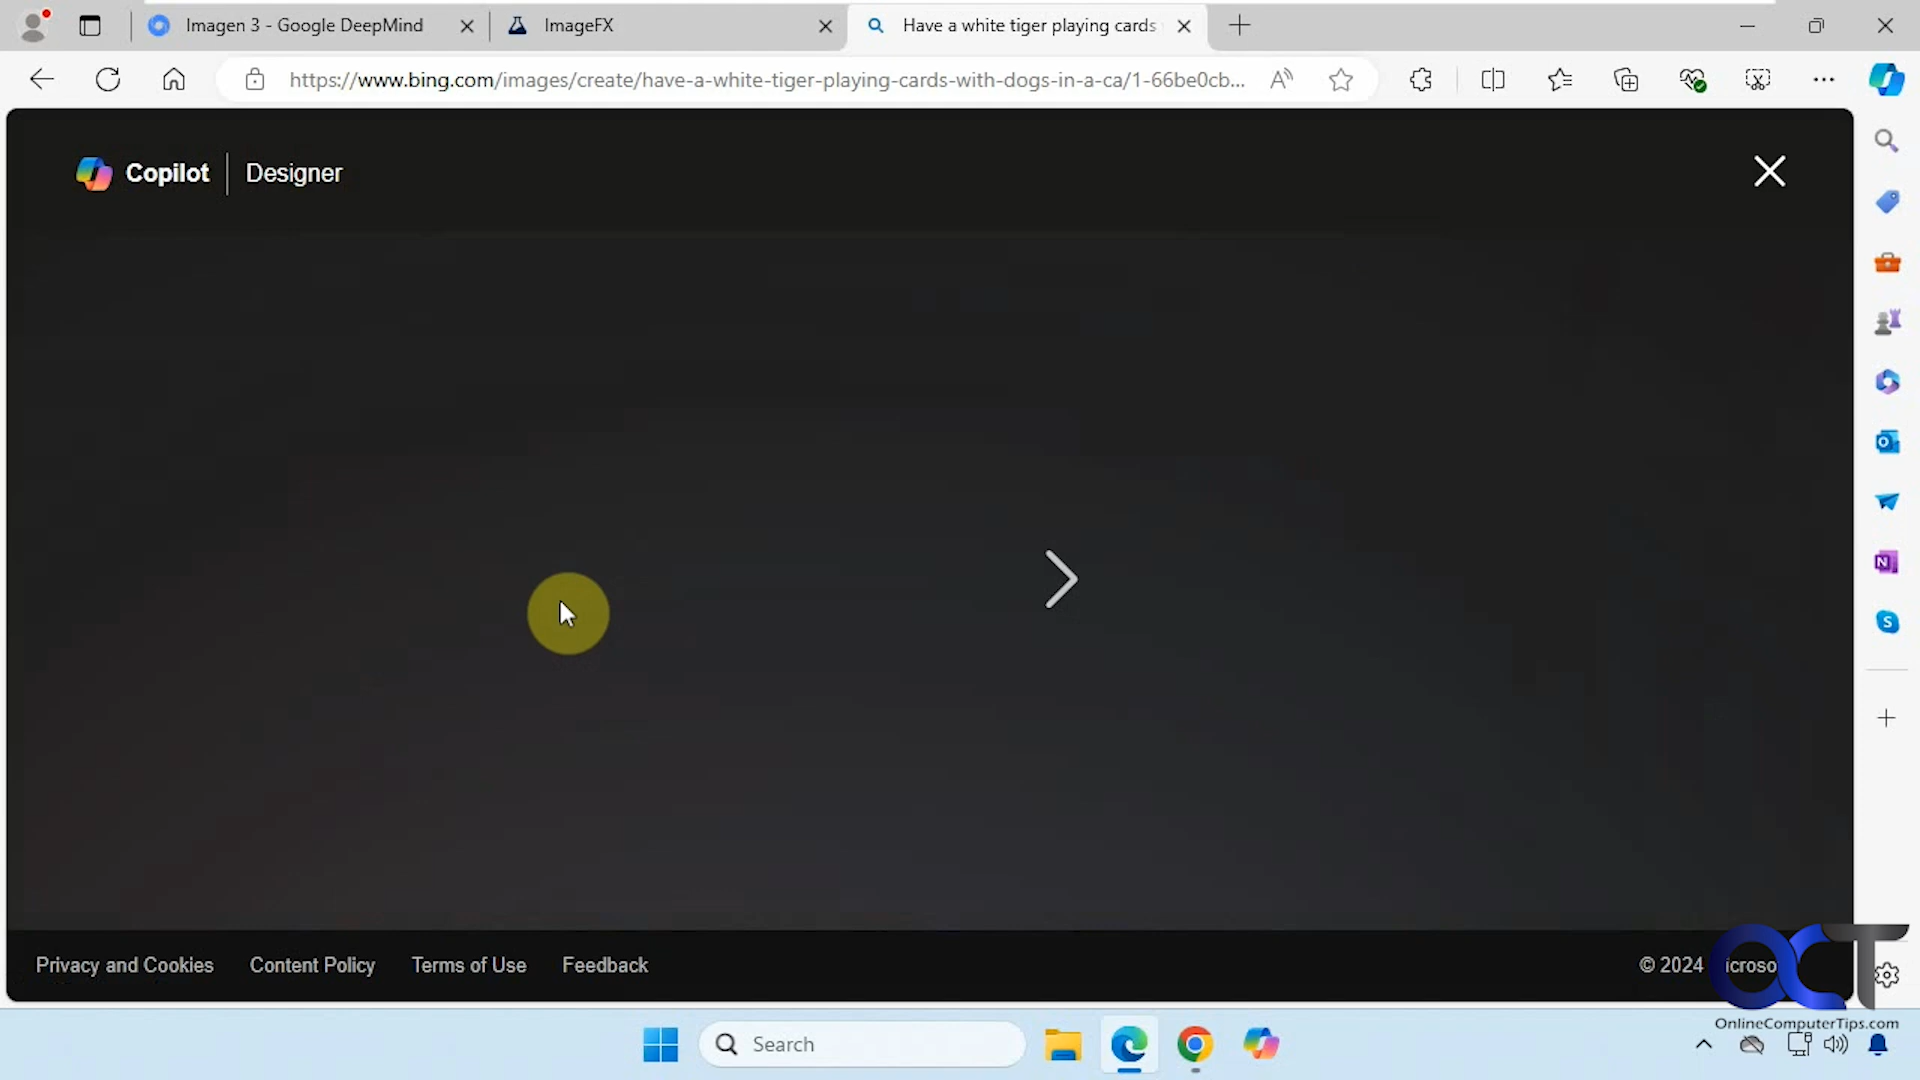 Imagen 3 - Google DeepMind
ImageFX
Have a white tiger playing cards
https://www.bing.com/images/create/have-a-white-tiger-playing-cards-with-dogs-in-a-ca/1-66be0cb...
Copilot | Designer
Privacy and Cookies
Content Policy
Terms of Use
Feedback
© 2024 icroso
OCT
OnlineComputerTips.com
Search